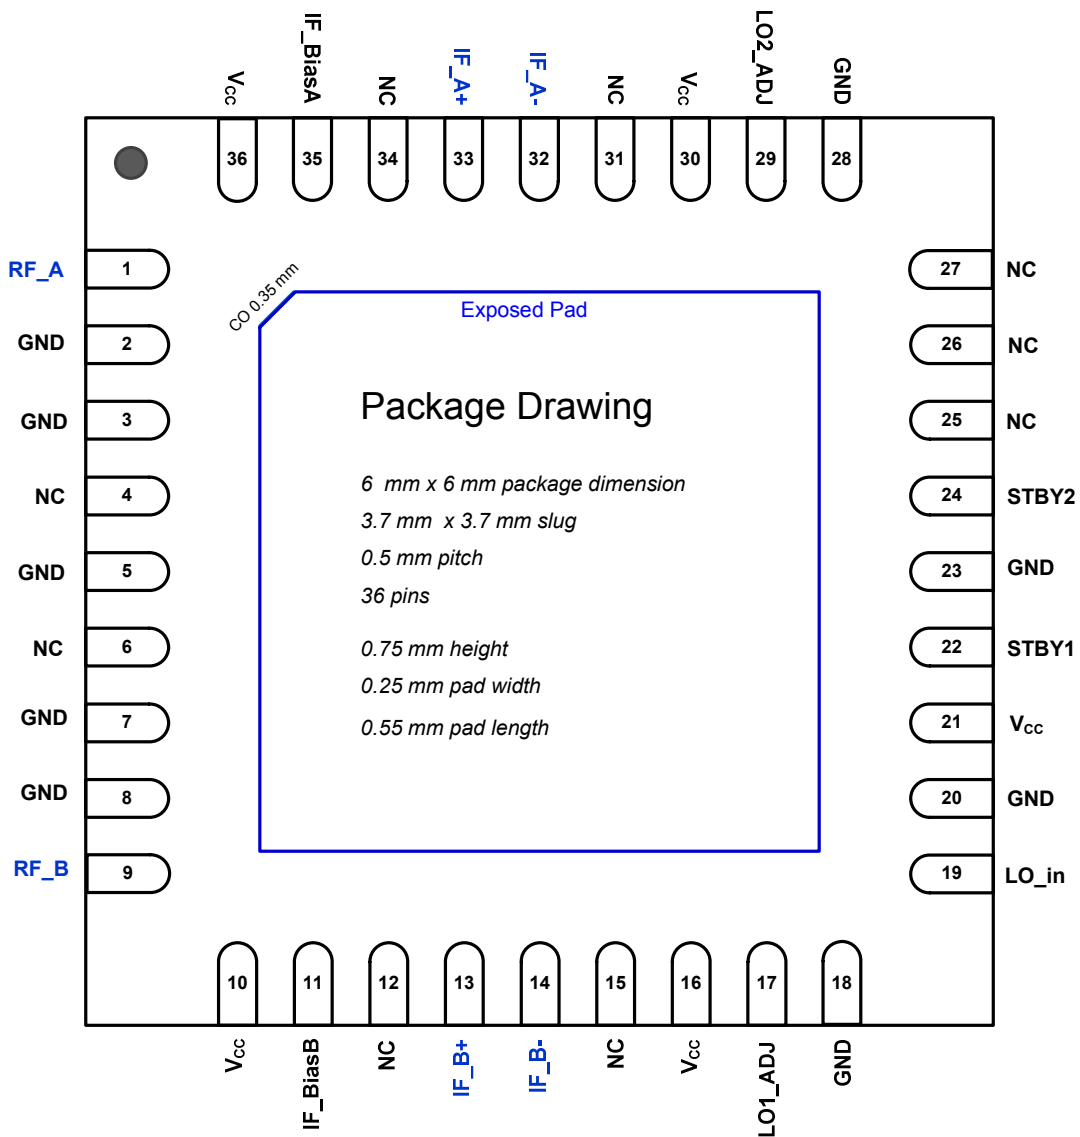 VCC
IF_BiasA
NC
IF_A+
IF_A-
NC
VCC
LO2_ADJ
GND
36
35
34
33
32
31
30
29
28
RF_A
1
GND
2
GND
3
NC
4
GND
5
NC
6
GND
7
GND
8
RF_B
9
CO 0.35 mm
Exposed Pad
Package Drawing
6 mm x 6 mm package dimension
3.7 mm x 3.7 mm slug
0.5 mm pitch
36 pins
0.75 mm height
0.25 mm pad width
0.55 mm pad length
27
NC
26
NC
25
NC
24
STBY2
23
GND
22
STBY1
21
VCC
20
GND
19
LO_in
10
11
12
13
14
15
16
17
18
VCC
IF_BiasB
NC
IF_B+
IF_B-
NC
VCC
LO1_ADJ
GND